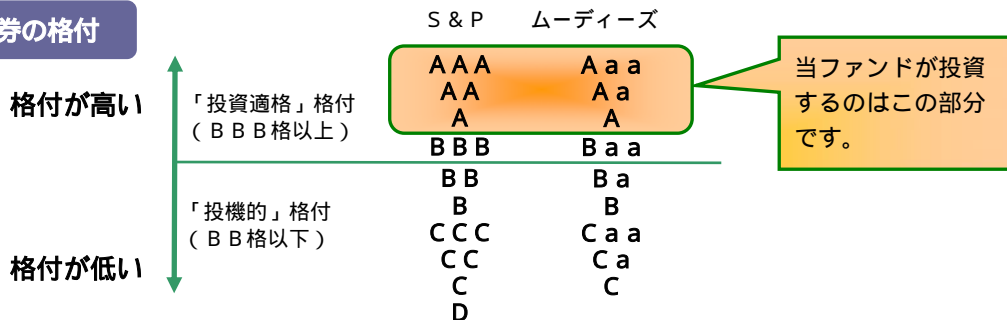 券の格付
S＆P ムーディーズ
格付が高い
「投資適格」格付
（ＢＢＢ格以上）
AAA Aaa
AA Aa
A A
BBB Baa
当ファンドが投資
するのはこの部分
です。
「投機的」格付
（ＢＢ格以下）
格付が低い
BB Ba
B B
CCC Caa
CC Ca
C C
D